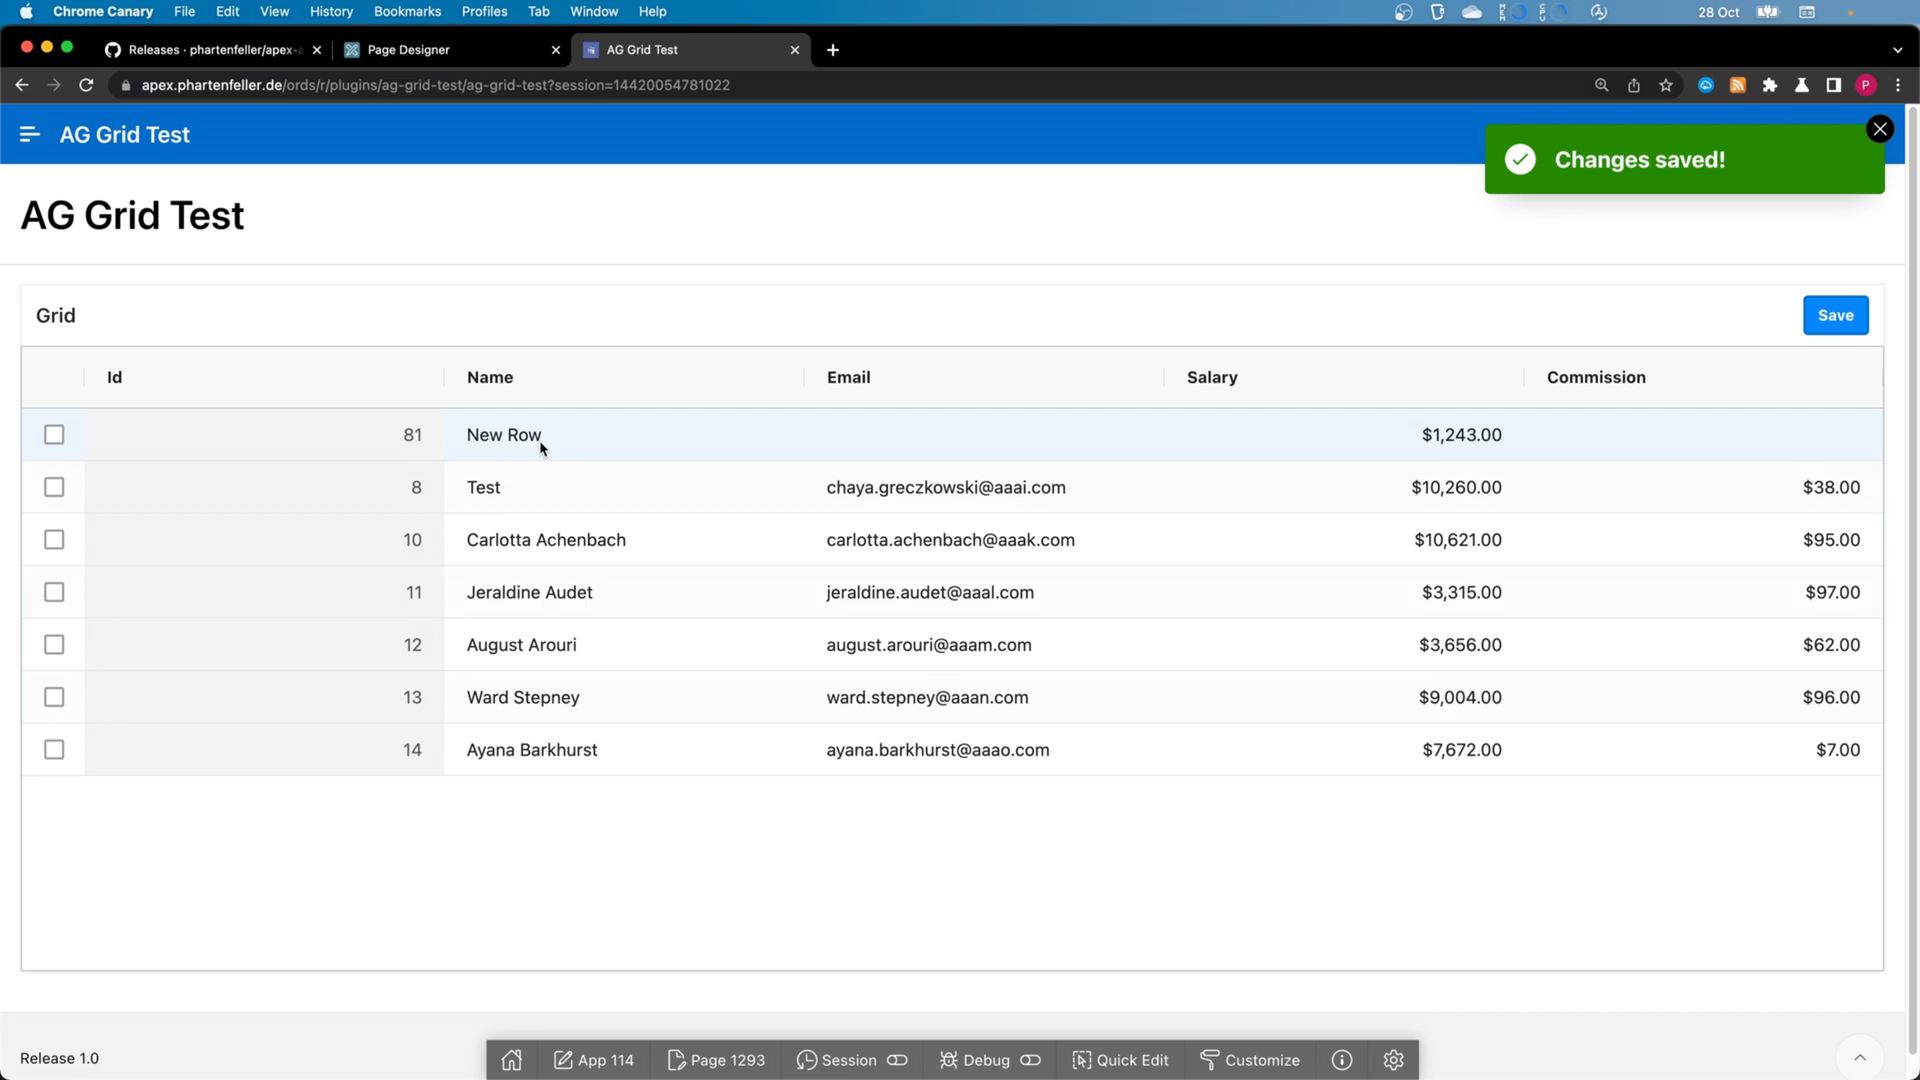 Chrome Canary File Edit View History Bookmarks Profiles Tab Window Help 28 Oct
Releases · phartenfeller/apex-a Page Designer AG Grid Test
apex.phartenfeller.de/ords/r/plugins/ag-grid-test/ag-grid-test?session=14420054781022 P
AG Grid Test
Changes saved!
AG Grid Test
Grid Save
Id Name Email Salary Commission
81 New Row $1,243.00
8 Test chaya.greczkowski@aaai.com $10,260.00 $38.00
10 Carlotta Achenbach carlotta.achenbach@aaak.com $10,621.00 $95.00
11 Jeraldine Audet jeraldine.audet@aaal.com $3,315.00 $97.00
12 August Arouri august.arouri@aaam.com $3,656.00 $62.00
13 Ward Stepney ward.stepney@aaan.com $9,004.00 $96.00
14 Ayana Barkhurst ayana.barkhurst@aaao.com $7,672.00 $7.00
Release 1.0
App 114 Page 1293 Session Debug Quick Edit Customize